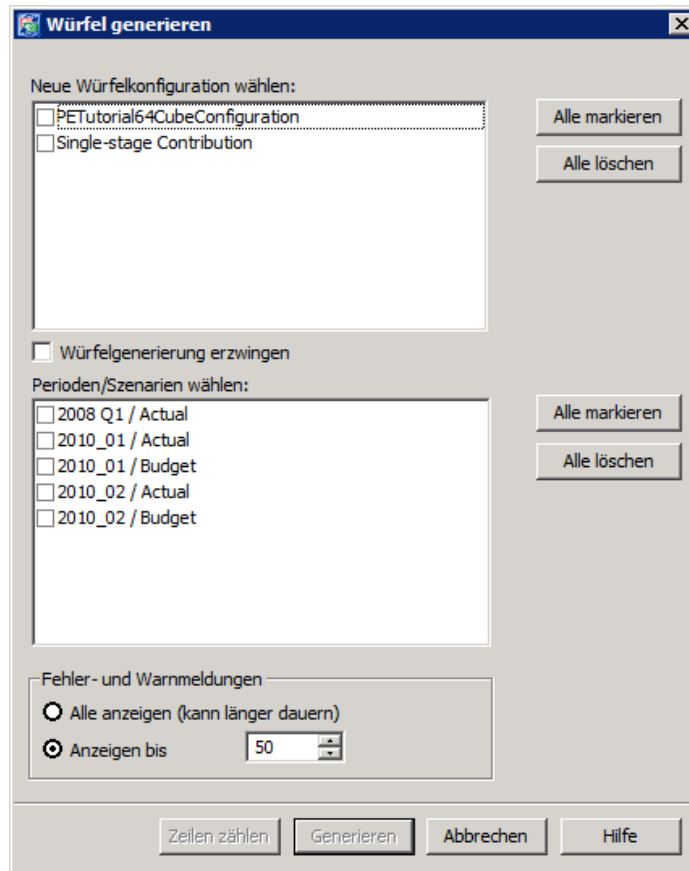 Würfel generieren
Neue Würfelkonfiguration wählen:
PETutorial64CubeConfiguration
Single-stage Contribution
Alle markieren
Alle löschen
Würfelgenerierung erzwingen
Perioden/Szenarien wählen:
2008 Q1 / Actual
2010_01 / Actual
2010_01 / Budget
2010_02 / Actual
2010_02 / Budget
Alle markieren
Alle löschen
Fehler- und Warnmeldungen
Alle anzeigen (kann länger dauern)
Anzeigen bis 50
Zeilen zählen Generieren Abbrechen Hilfe